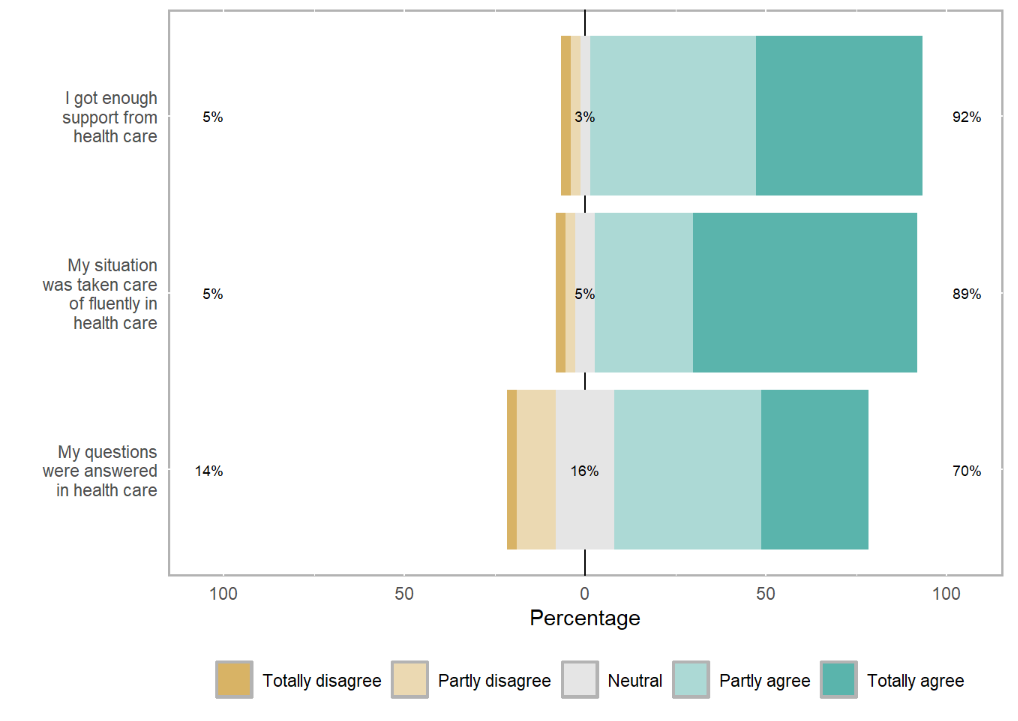 I got enough
support from
health care
5%
3%
92%
My situation
was taken care
of fluently in
health care
5%
5%
89%
My questions
were answered
in health care
14%
16%
70%
100 50 0 50 100
Percentage
Totally disagree Partly disagree Neutral Partly agree Totally agree